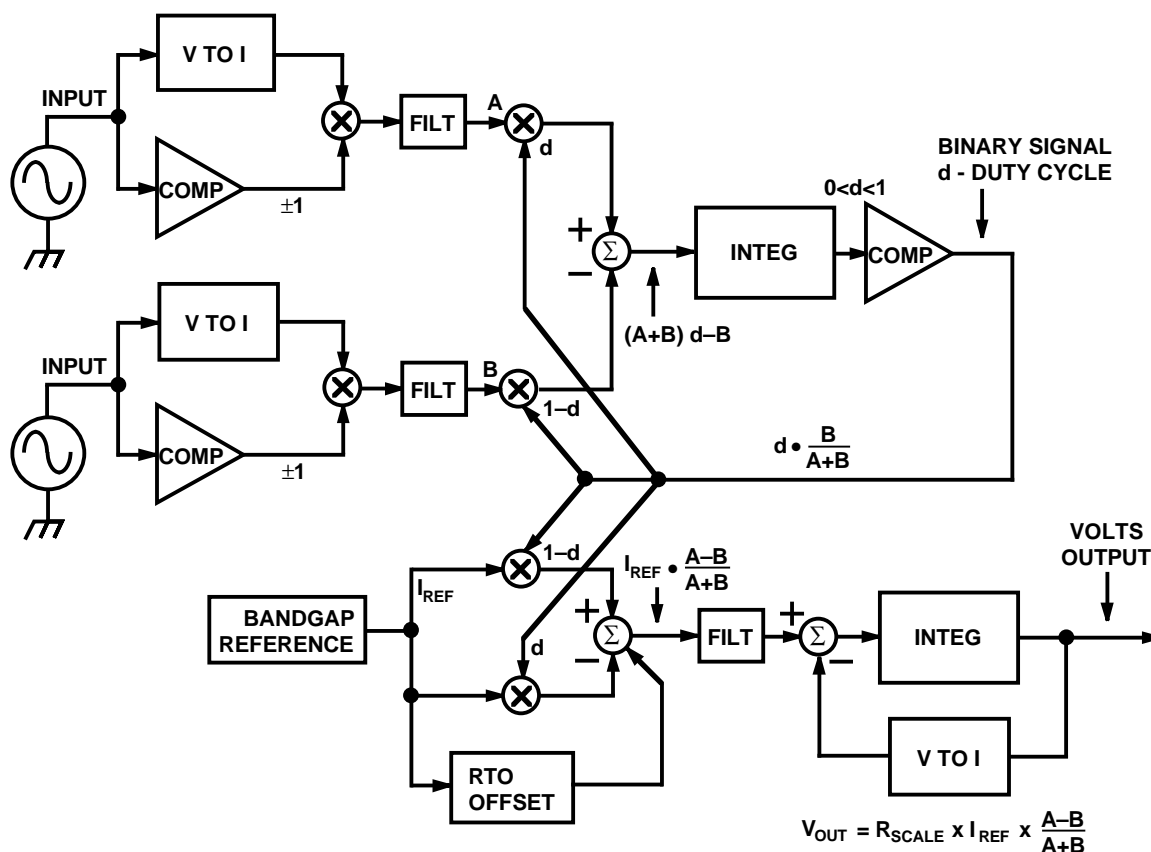 V TO I
INPUT
COMP
±1
FILT
A
d
BINARY SIGNAL
d - DUTY CYCLE
0<d<1
+
Σ
–
INTEG
COMP
(A+B) d–B
V TO I
INPUT
COMP
±1
FILT
B
1–d
d • B/A+B
1–d
I_REF
BANDGAP
REFERENCE
d
I_REF • A–B/A+B
+
Σ
–
FILT
+
Σ
–
INTEG
VOLTS
OUTPUT
V TO I
RTO
OFFSET
V_OUT = R_SCALE x I_REF x A–B/A+B